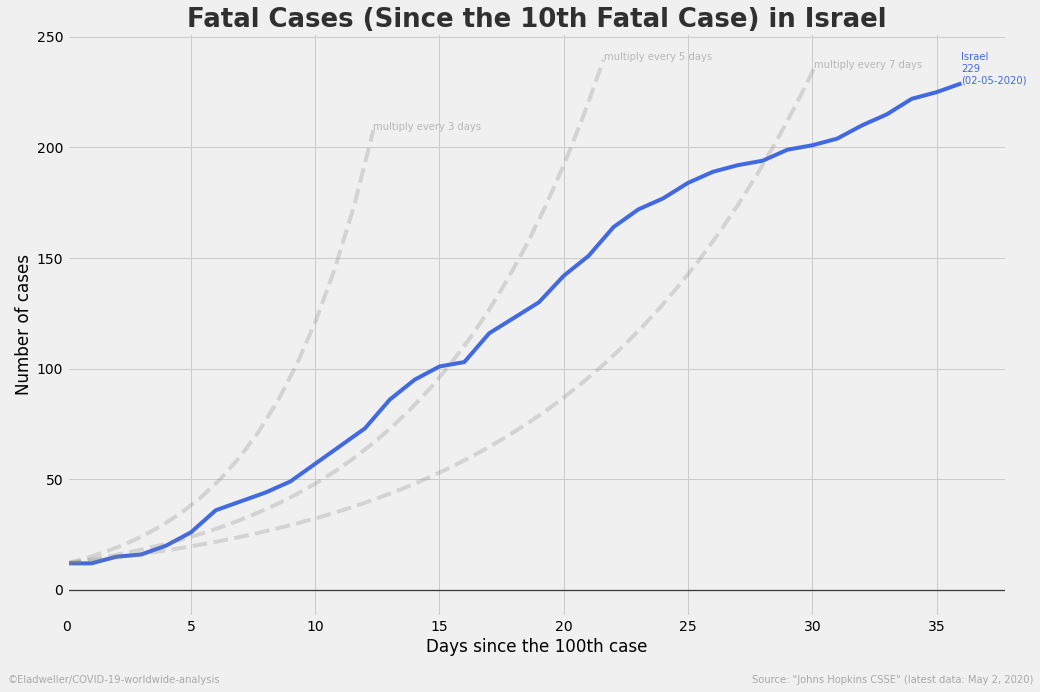 Fatal Cases (Since the 10th Fatal Case) in Israel
250
200
150
100
50
0
Number of cases
multiply every 3 days
multiply every 5 days
multiply every 7 days
Israel
229
(02-05-2020)
0 5 10 15 20 25 30 35
Days since the 100th case
©Eladweller/COVID-19-worldwide-analysis
Source: "Johns Hopkins CSSE" (latest data: May 2, 2020)